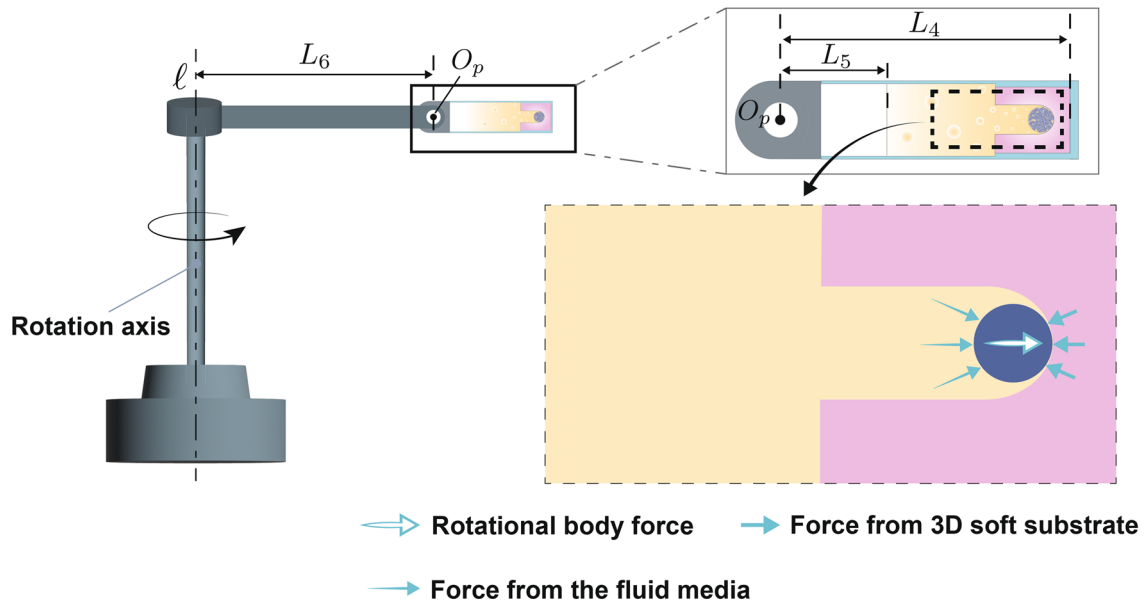 ℓ
L₆
Oₚ
L₄
L₅
Oₚ
Rotation axis
Rotational body force
Force from 3D soft substrate
Force from the fluid media